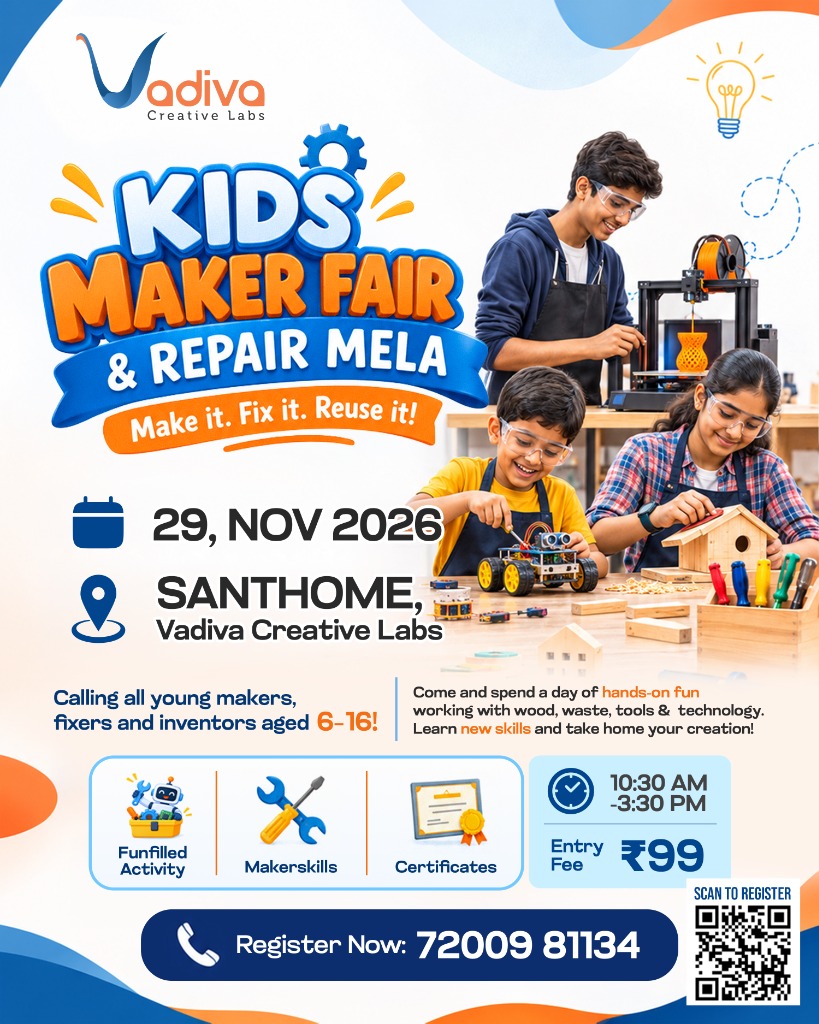 Vadiva
Creative Labs
KIDS
MAKER FAIR
& REPAIR MELA
Make it. Fix it. Reuse it!
29, NOV 2026
SANTHOME,
Vadiva Creative Labs
Calling all young makers,
fixers and inventors aged 6-16!
Come and spend a day of hands-on fun
working with wood, waste, tools & technology.
Learn new skills and take home your creation!
Funfilled
Activity
Makerskills
Certificates
10:30 AM
-3:30 PM
Entry
Fee
₹99
SCAN TO REGISTER
Register Now: 72009 81134